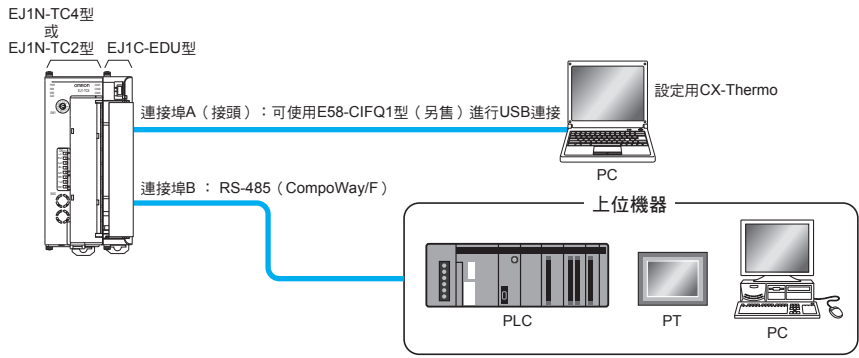 EJ1N-TC4型
或
EJ1N-TC2型 EJ1C-EDU型
omron
連接埠A（接頭）：可使用E58-CIFQ1型（另售）進行USB連接
設定用CX-Thermo
PC
連接埠B ： RS-485（CompoWay/F）
上位機器
PLC
PT
PC